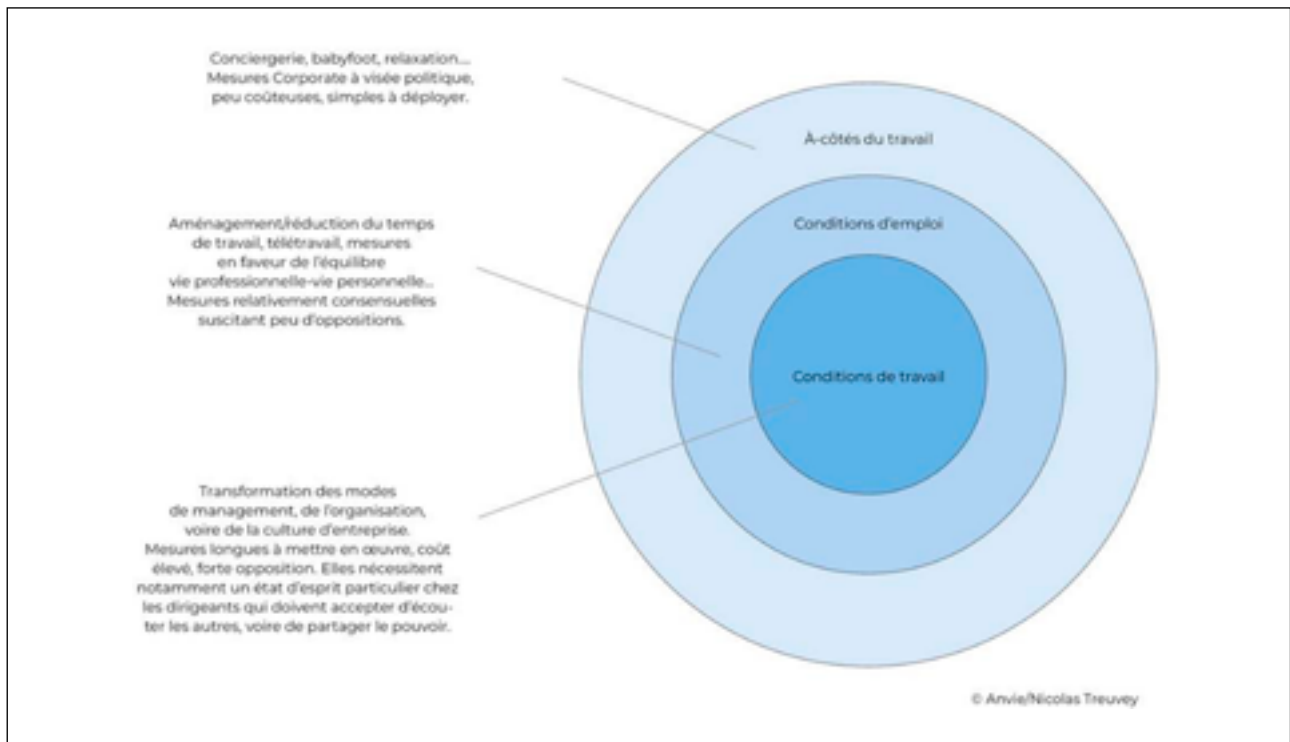 Conciergerie, babyfoot, relaxation...
Mesures Corporate à visée politique,
peu coûteuses, simples à déployer.
À-côtés du travail
Aménagement/réduction du temps
de travail, télétravail, mesures
en faveur de l'équilibre
vie professionnelle-vie personnelle...
Mesures relativement consensuelles
suscitant peu d'oppositions.
Conditions d'emploi
Conditions de travail
Transformation des modes
de management, de l'organisation,
voire de la culture d'entreprise.
Mesures longues à mettre en œuvre, coût
élevé, forte opposition. Elles nécessitent
notamment un état d'esprit particulier chez
les dirigeants qui doivent accepter d'écou-
ter les autres, voire de partager le pouvoir.
© Anvie/Nicolas Treuvey